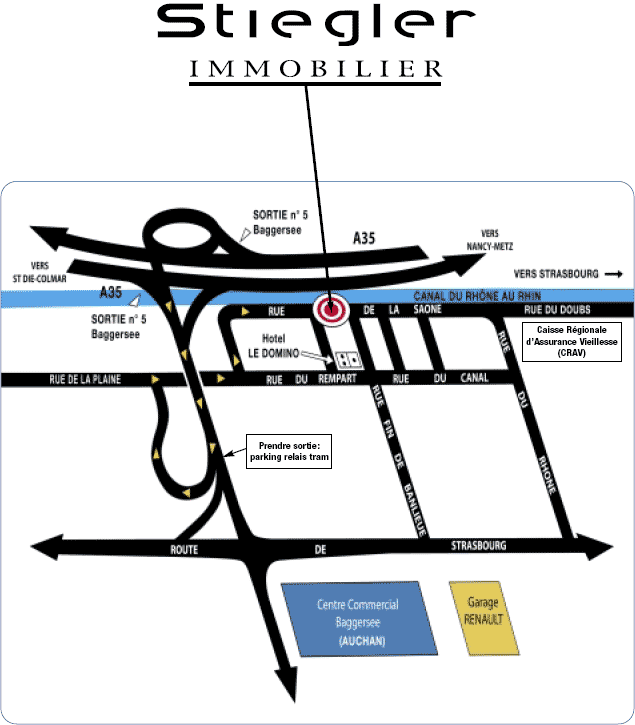 Stiegler
IMMOBILIER
SORTIE n° 5
Baggersee
A35
VERS
NANCY-METZ
VERS
ST DIE-COLMAR
A35
VERS STRASBOURG
CANAL DU RHÔNE AU RHIN
SORTIE n° 5
Baggersee
RUE DE LA SAONE
RUE DU DOUBS
Hotel
LE DOMINO
Caisse Régionale
d'Assurance Vieillesse
(CRAV)
RUE DE LA PLAINE
RUE DU REMPART
RUE DU CANAL
RUE DU RHONE
RUE FIN DE BANLIEUE
Prendre sortie:
parking relais tram
ROUTE DE STRASBOURG
Centre Commercial
Baggersee
(AUCHAN)
Garage
RENAULT